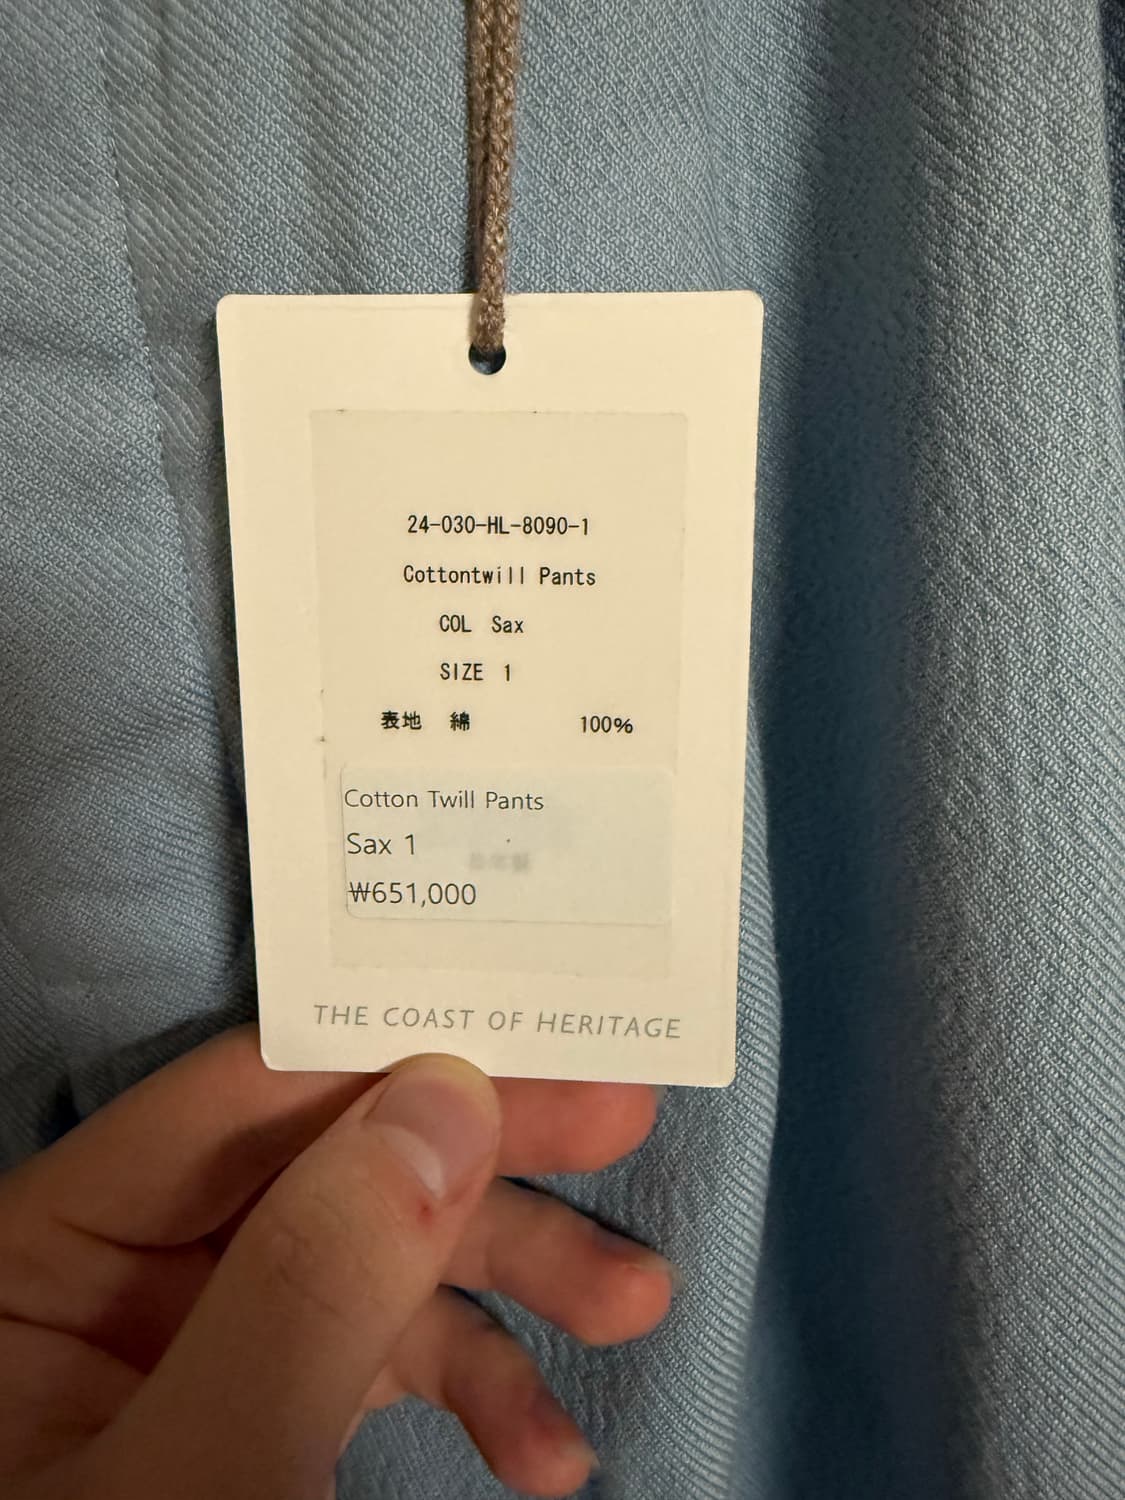 24-030-HL-8090-1
Cottontwill Pants
COL Sax
SIZE 1
表地 綿 100%
Cotton Twill Pants
Sax 1
₩651,000
THE COAST OF HERITAGE